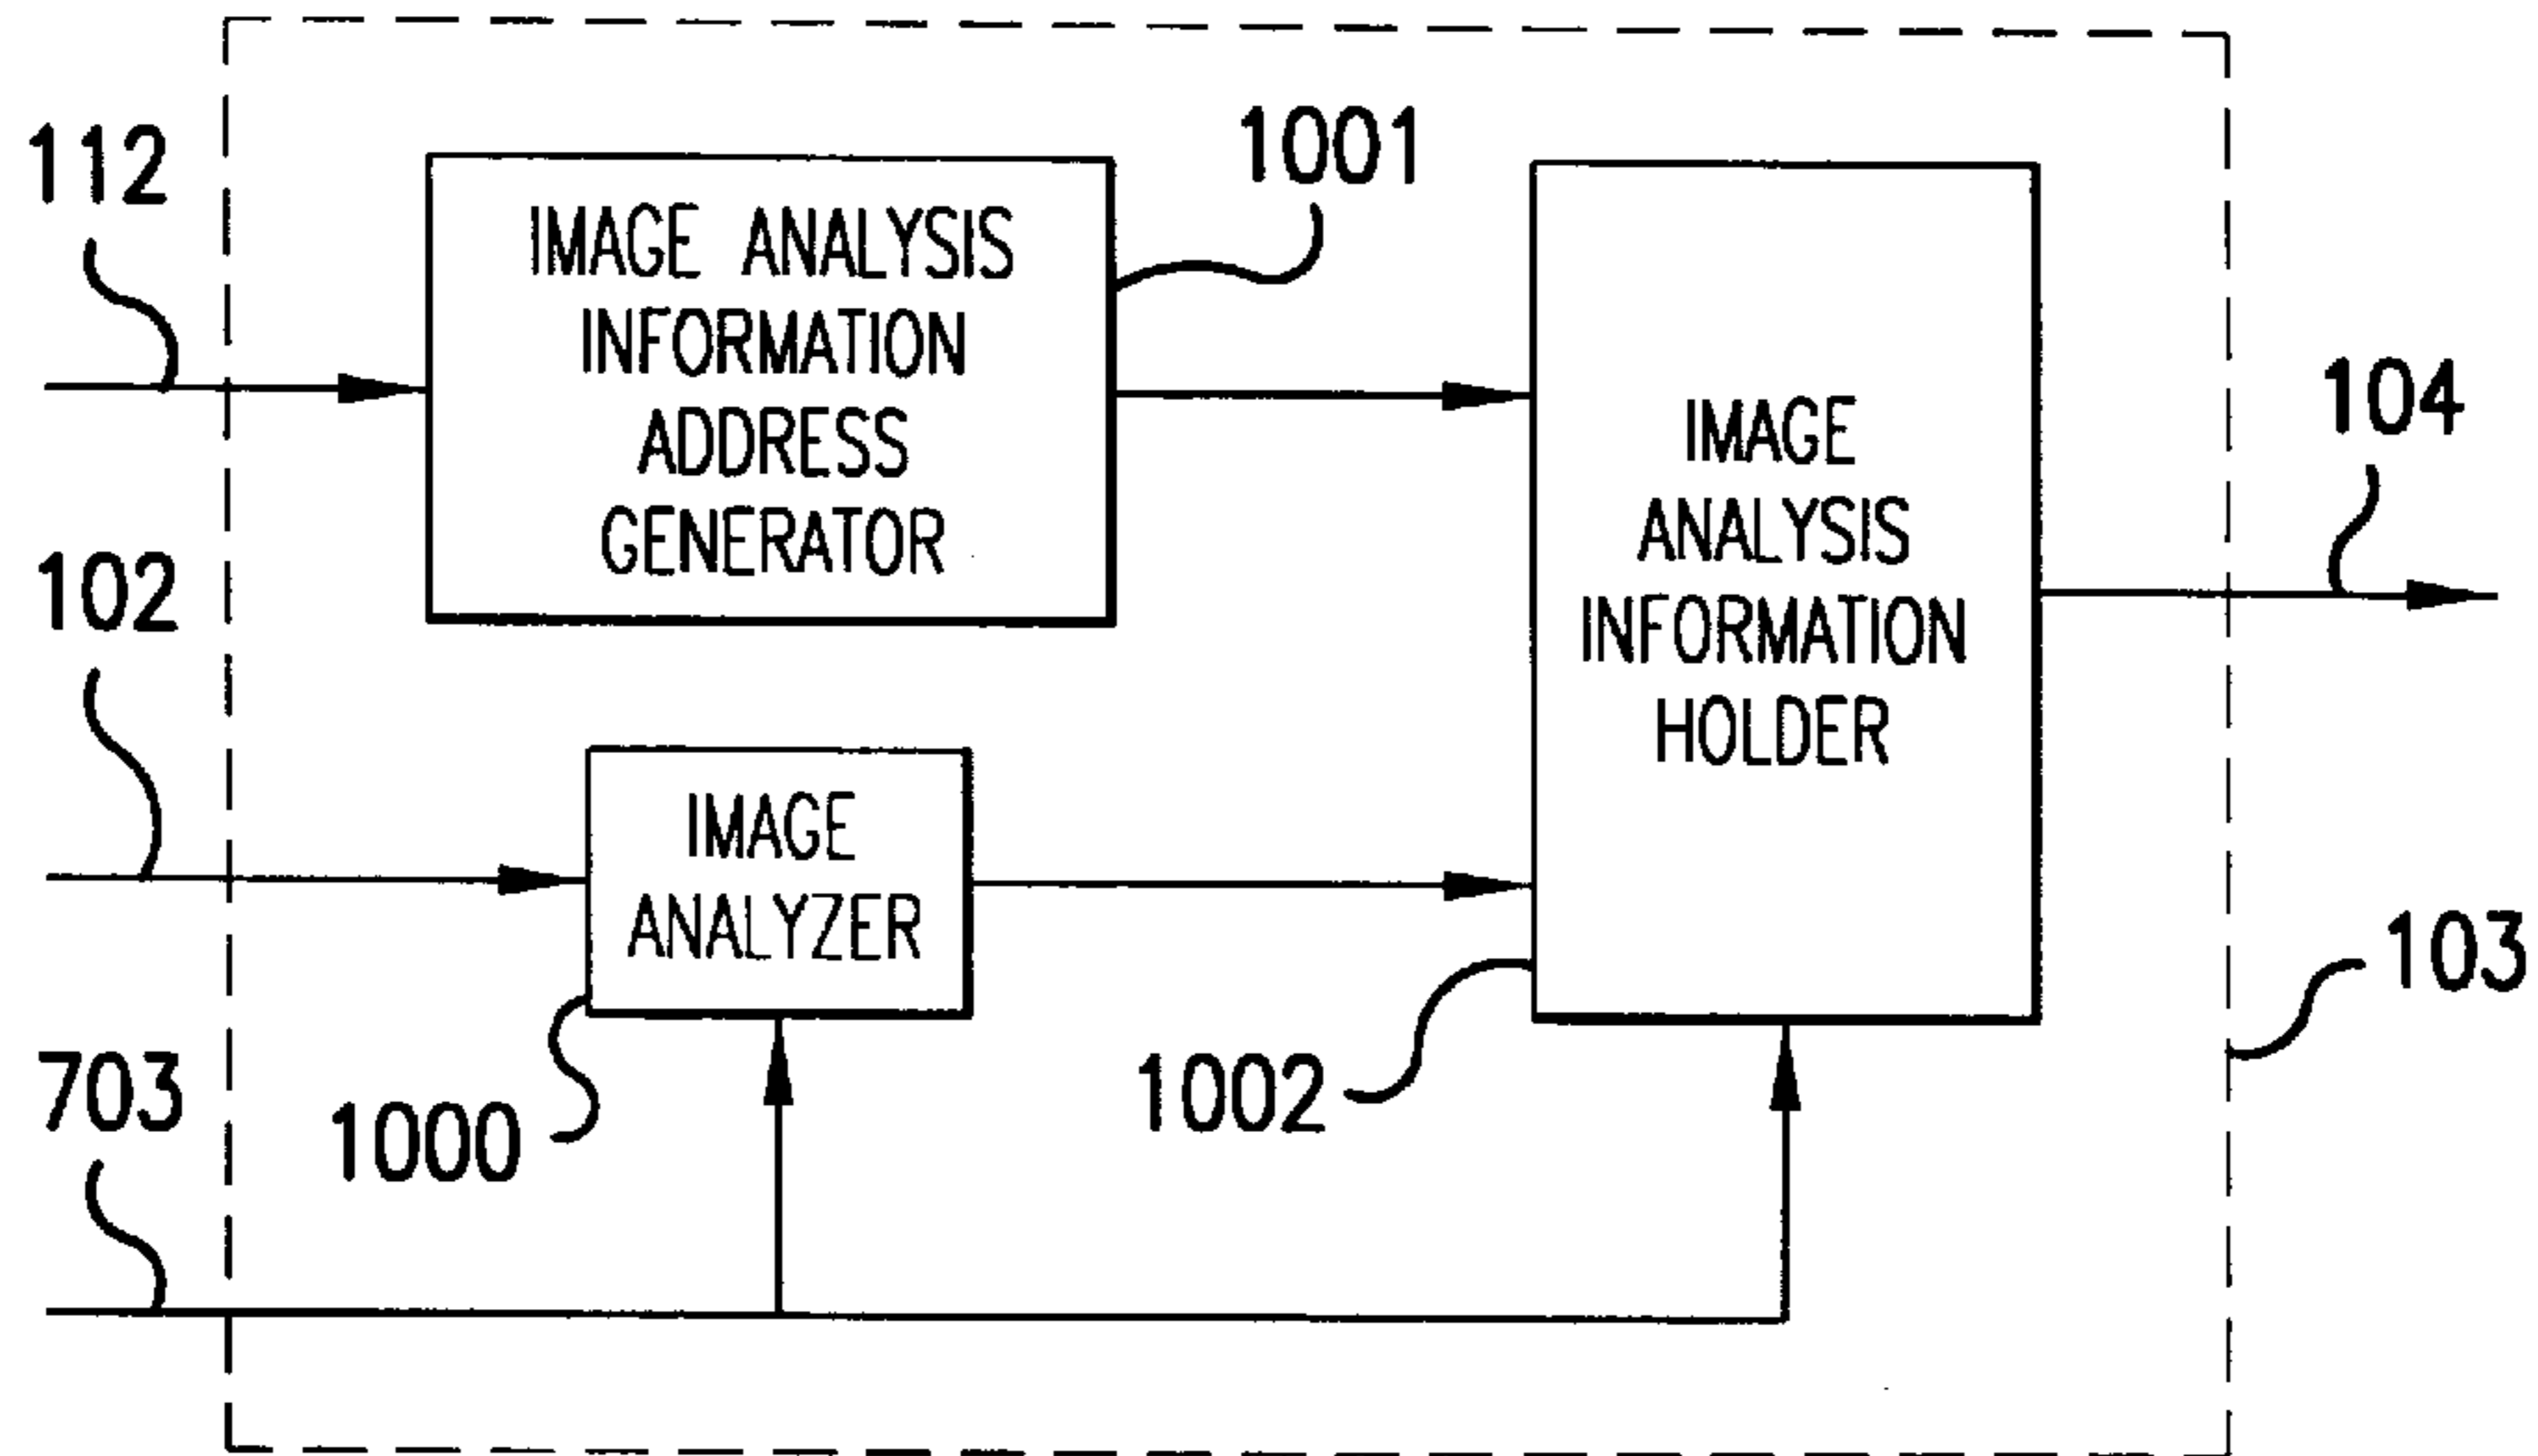 112
1001
IMAGE ANALYSIS
INFORMATION
ADDRESS
GENERATOR
104
IMAGE
ANALYSIS
INFORMATION
HOLDER
102
IMAGE
ANALYZER
103
703
1000
1002